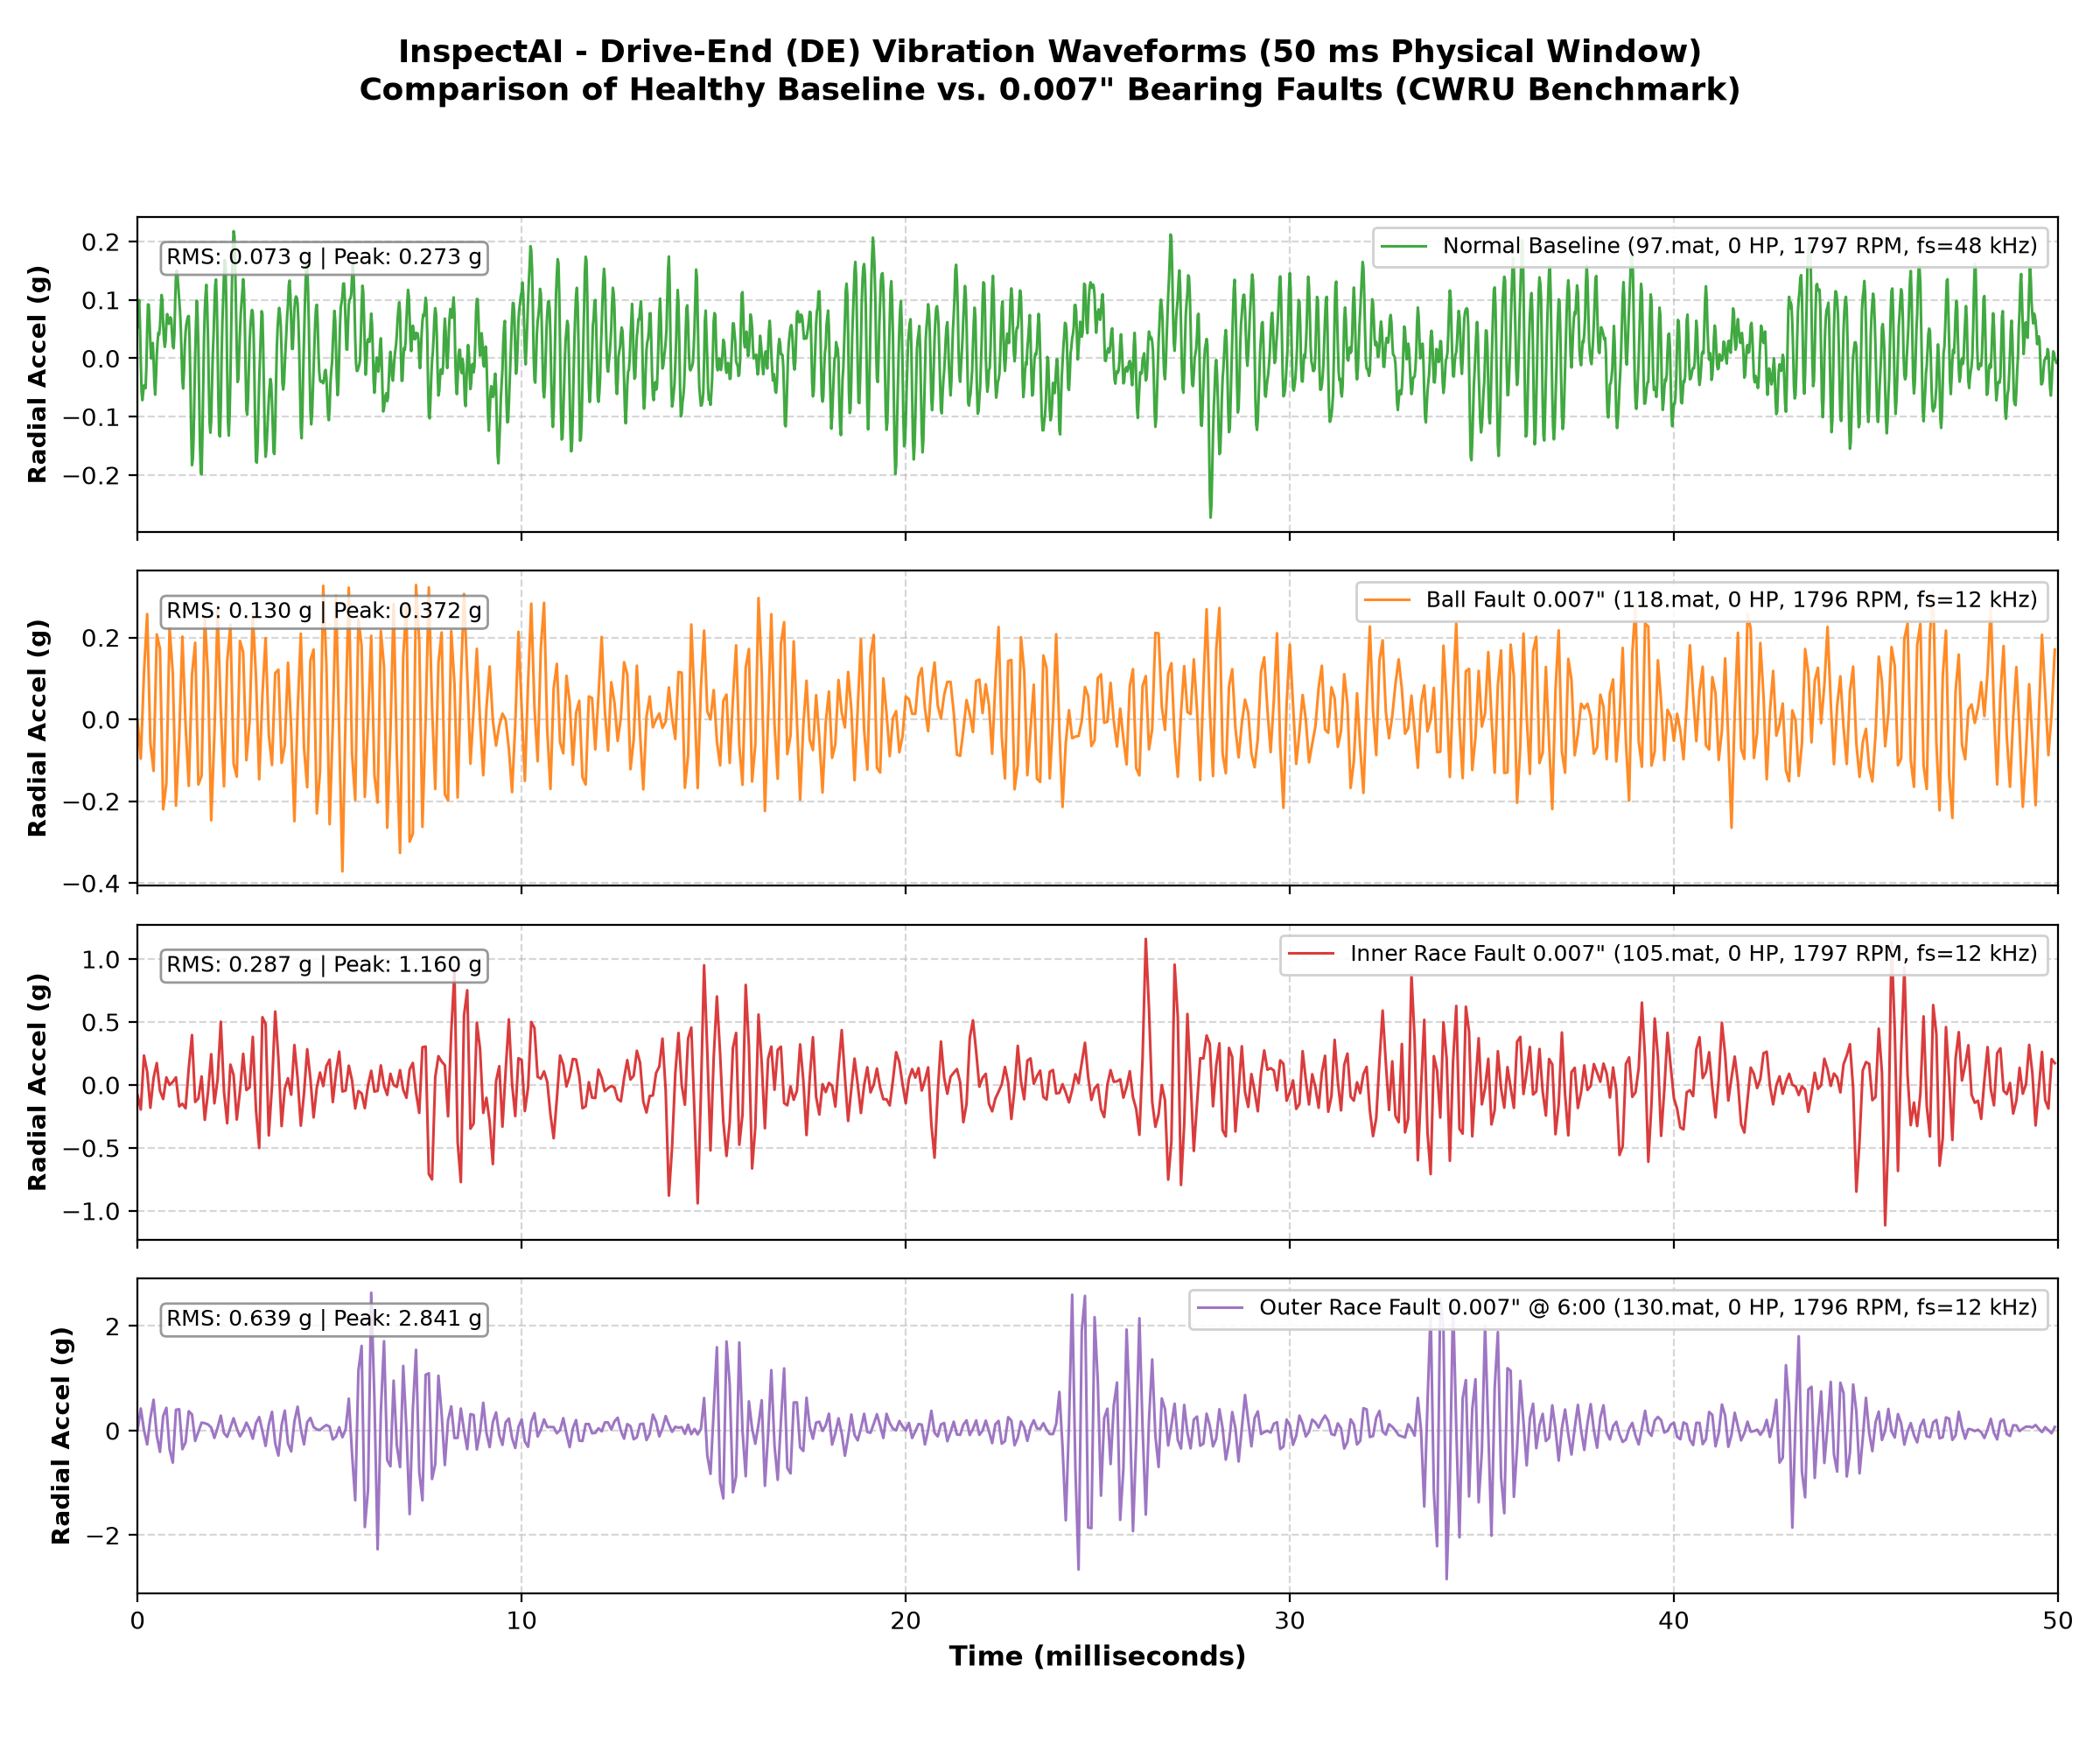 InspectAI - Drive-End (DE) Vibration Waveforms (50 ms Physical Window)
Comparison of Healthy Baseline vs. 0.007" Bearing Faults (CWRU Benchmark)
Radial Accel (g)
0.2
0.1
0.0
−0.1
−0.2
RMS: 0.073 g | Peak: 0.273 g
Normal Baseline (97.mat, 0 HP, 1797 RPM, fs=48 kHz)
Radial Accel (g)
0.2
0.0
−0.2
−0.4
RMS: 0.130 g | Peak: 0.372 g
Ball Fault 0.007" (118.mat, 0 HP, 1796 RPM, fs=12 kHz)
Radial Accel (g)
1.0
0.5
0.0
−0.5
−1.0
RMS: 0.287 g | Peak: 1.160 g
Inner Race Fault 0.007" (105.mat, 0 HP, 1797 RPM, fs=12 kHz)
Radial Accel (g)
2
0
−2
RMS: 0.639 g | Peak: 2.841 g
Outer Race Fault 0.007" @ 6:00 (130.mat, 0 HP, 1796 RPM, fs=12 kHz)
0 10 20 30 40 50
Time (milliseconds)